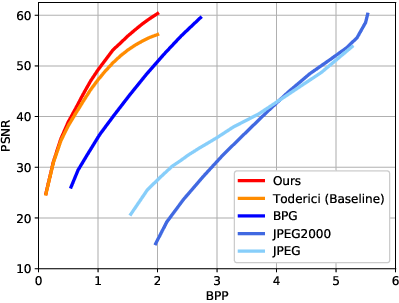 60
50
40
30
20
10
PSNR
0 1 2 3 4 5 6
BPP
Ours
Toderici (Baseline)
BPG
JPEG2000
JPEG